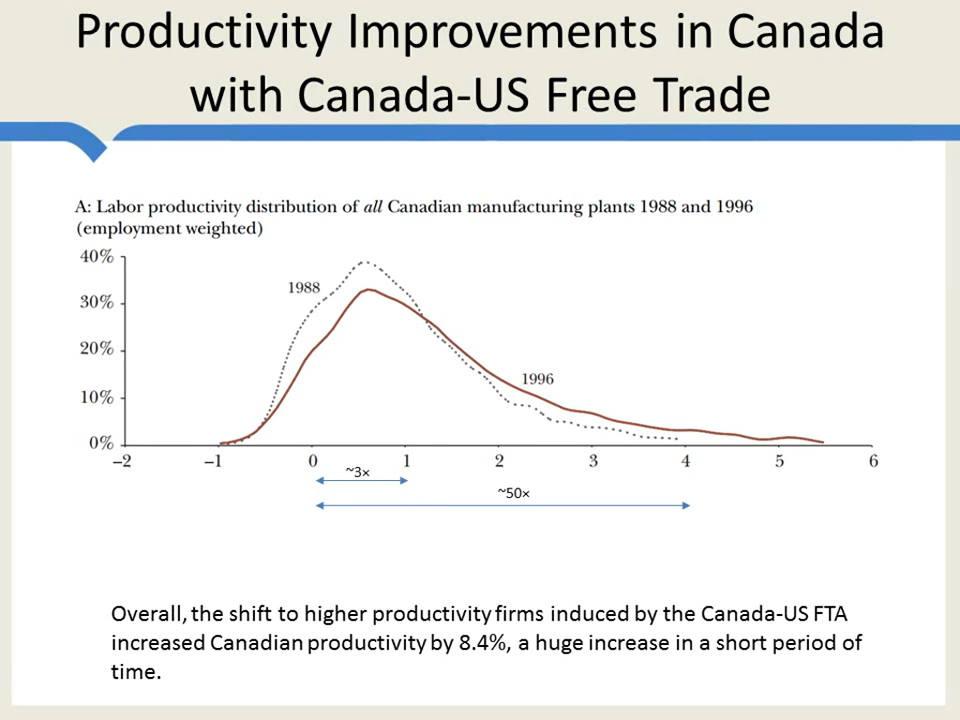 Productivity Improvements in Canada
with Canada-US Free Trade
A: Labor productivity distribution of all Canadian manufacturing plants 1988 and 1996
(employment weighted)
40%
30%
20%
10%
0%
1988
1996
–2
–1
0
1
2
3
4
5
6
~3×
~50×
Overall, the shift to higher productivity firms induced by the Canada-US FTA
increased Canadian productivity by 8.4%, a huge increase in a short period of
time.